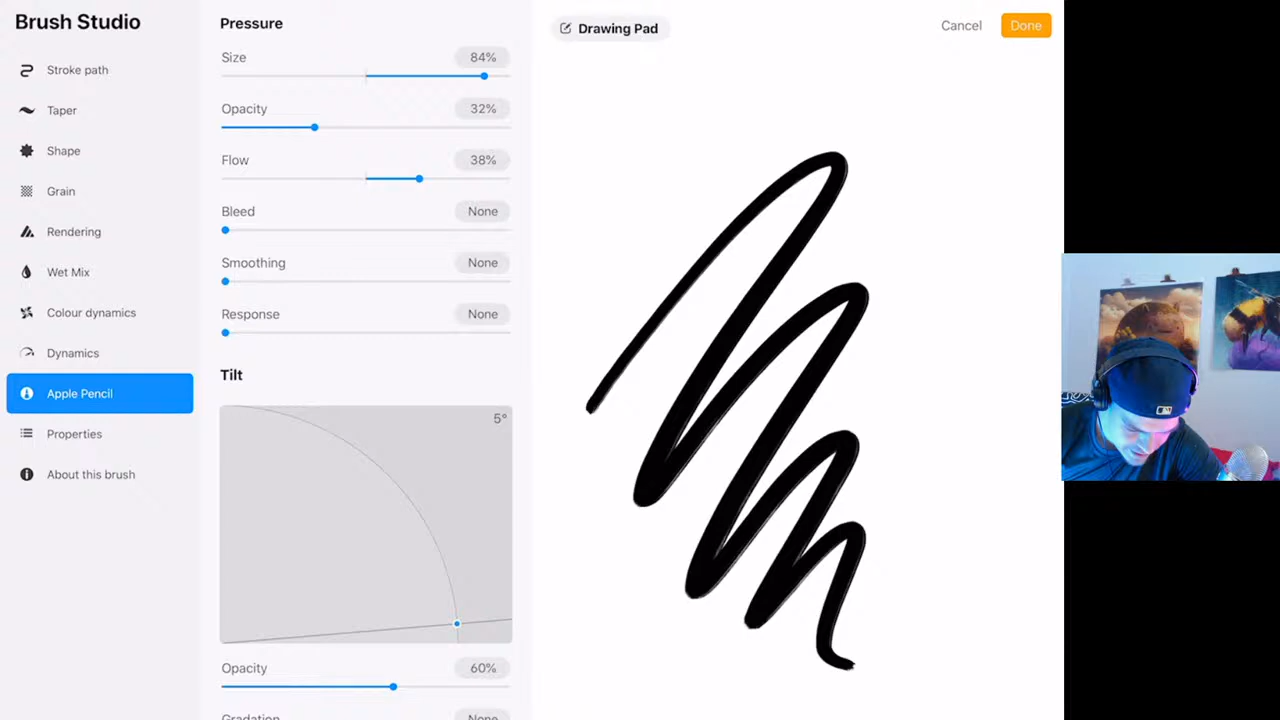 Brush Studio
Stroke path
Taper
Shape
Grain
Rendering
Wet Mix
Colour dynamics
Dynamics
Apple Pencil
Properties
About this brush
Pressure
Size 84%
Opacity 32%
Flow 38%
Bleed None
Smoothing None
Response None
Tilt
5°
Opacity 60%
Gradation None
Drawing Pad
Cancel
Done